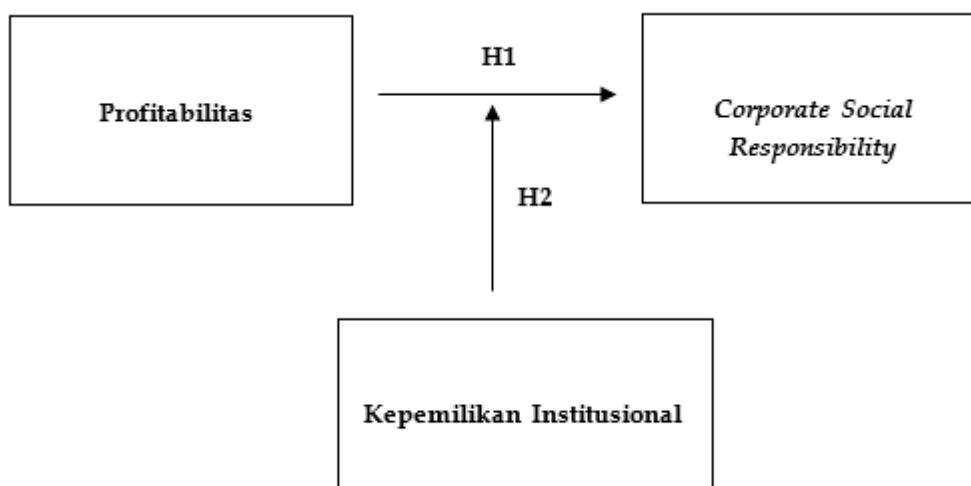 H1
Profitabilitas
Corporate Social
Responsibility
H2
Kepemilikan Institusional